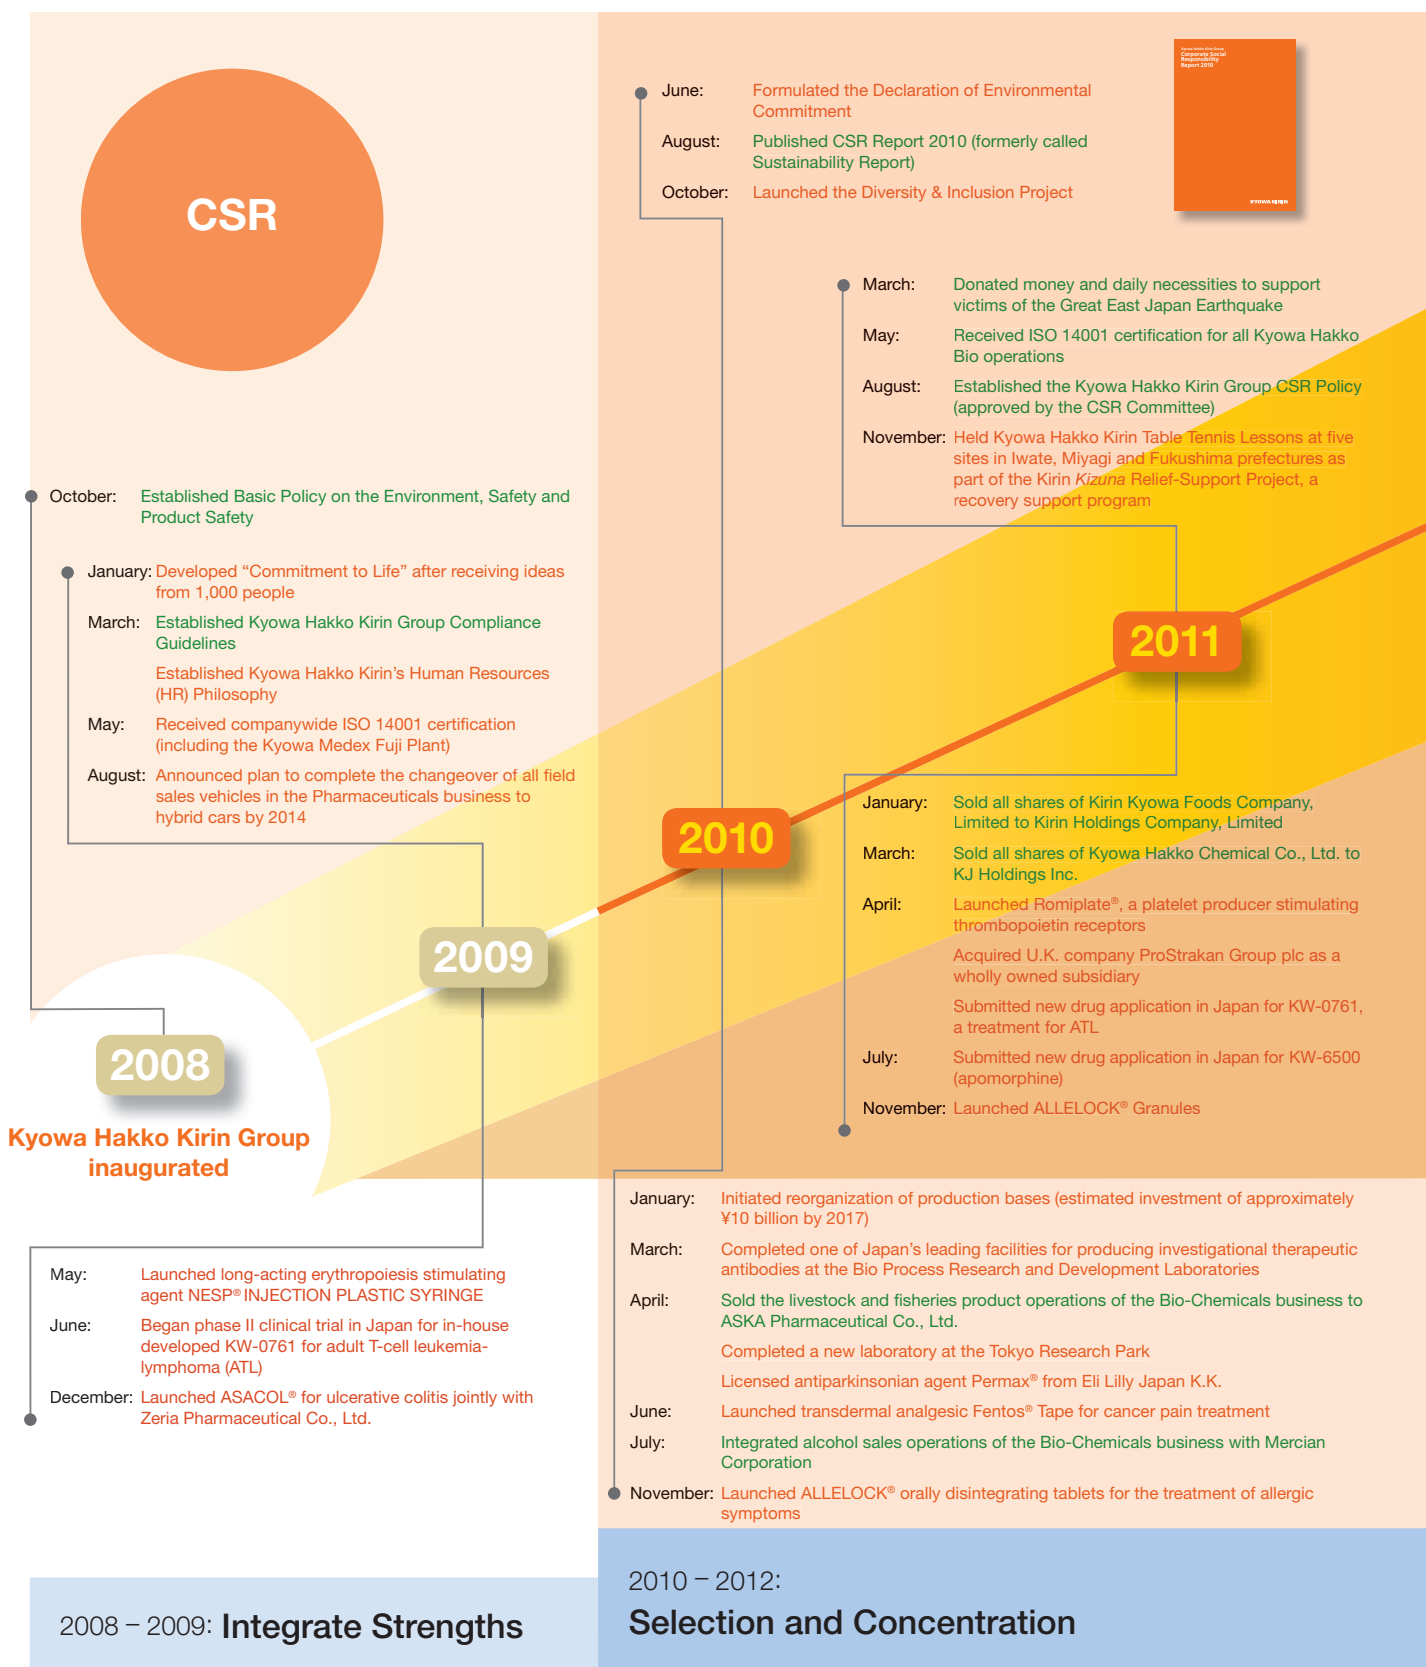 CSR
October: Established Basic Policy on the Environment, Safety and
Product Safety
January: Developed “Commitment to Life” after receiving ideas
from 1,000 people
March: Established Kyowa Hakko Kirin Group Compliance
Guidelines
Established Kyowa Hakko Kirin’s Human Resources
(HR) Philosophy
May: Received companywide ISO 14001 certification
(including the Kyowa Medex Fuji Plant)
August: Announced plan to complete the changeover of all field
sales vehicles in the Pharmaceuticals business to
hybrid cars by 2014
June: Formulated the Declaration of Environmental
Commitment
August: Published CSR Report 2010 (formerly called
Sustainability Report)
October: Launched the Diversity & Inclusion Project
Kyowa Hakko Kirin Group
Corporate Social
Responsibility
Report 2010
KYOWA KIRIN
March: Donated money and daily necessities to support
victims of the Great East Japan Earthquake
May: Received ISO 14001 certification for all Kyowa Hakko
Bio operations
August: Established the Kyowa Hakko Kirin Group CSR Policy
(approved by the CSR Committee)
November: Held Kyowa Hakko Kirin Table Tennis Lessons at five
sites in Iwate, Miyagi and Fukushima prefectures as
part of the Kirin Kizuna Relief-Support Project, a
recovery support program
2011
2010
2009
2008
Kyowa Hakko Kirin Group
inaugurated
May: Launched long-acting erythropoiesis stimulating
agent NESP® INJECTION PLASTIC SYRINGE
June: Began phase II clinical trial in Japan for in-house
developed KW-0761 for adult T-cell leukemia-
lymphoma (ATL)
December: Launched ASACOL® for ulcerative colitis jointly with
Zeria Pharmaceutical Co., Ltd.
January: Sold all shares of Kirin Kyowa Foods Company,
Limited to Kirin Holdings Company, Limited
March: Sold all shares of Kyowa Hakko Chemical Co., Ltd. to
KJ Holdings Inc.
April: Launched Romiplate®, a platelet producer stimulating
thrombopoietin receptors
Acquired U.K. company ProStrakan Group plc as a
wholly owned subsidiary
Submitted new drug application in Japan for KW-0761,
a treatment for ATL
July: Submitted new drug application in Japan for KW-6500
(apomorphine)
November: Launched ALLELOCK® Granules
January: Initiated reorganization of production bases (estimated investment of approximately
¥10 billion by 2017)
March: Completed one of Japan’s leading facilities for producing investigational therapeutic
antibodies at the Bio Process Research and Development Laboratories
April: Sold the livestock and fisheries product operations of the Bio-Chemicals business to
ASKA Pharmaceutical Co., Ltd.
Completed a new laboratory at the Tokyo Research Park
Licensed antiparkinsonian agent Permax® from Eli Lilly Japan K.K.
June: Launched transdermal analgesic Fentos® Tape for cancer pain treatment
July: Integrated alcohol sales operations of the Bio-Chemicals business with Mercian
Corporation
November: Launched ALLELOCK® orally disintegrating tablets for the treatment of allergic
symptoms
2008 – 2009: Integrate Strengths
2010 – 2012:
Selection and Concentration